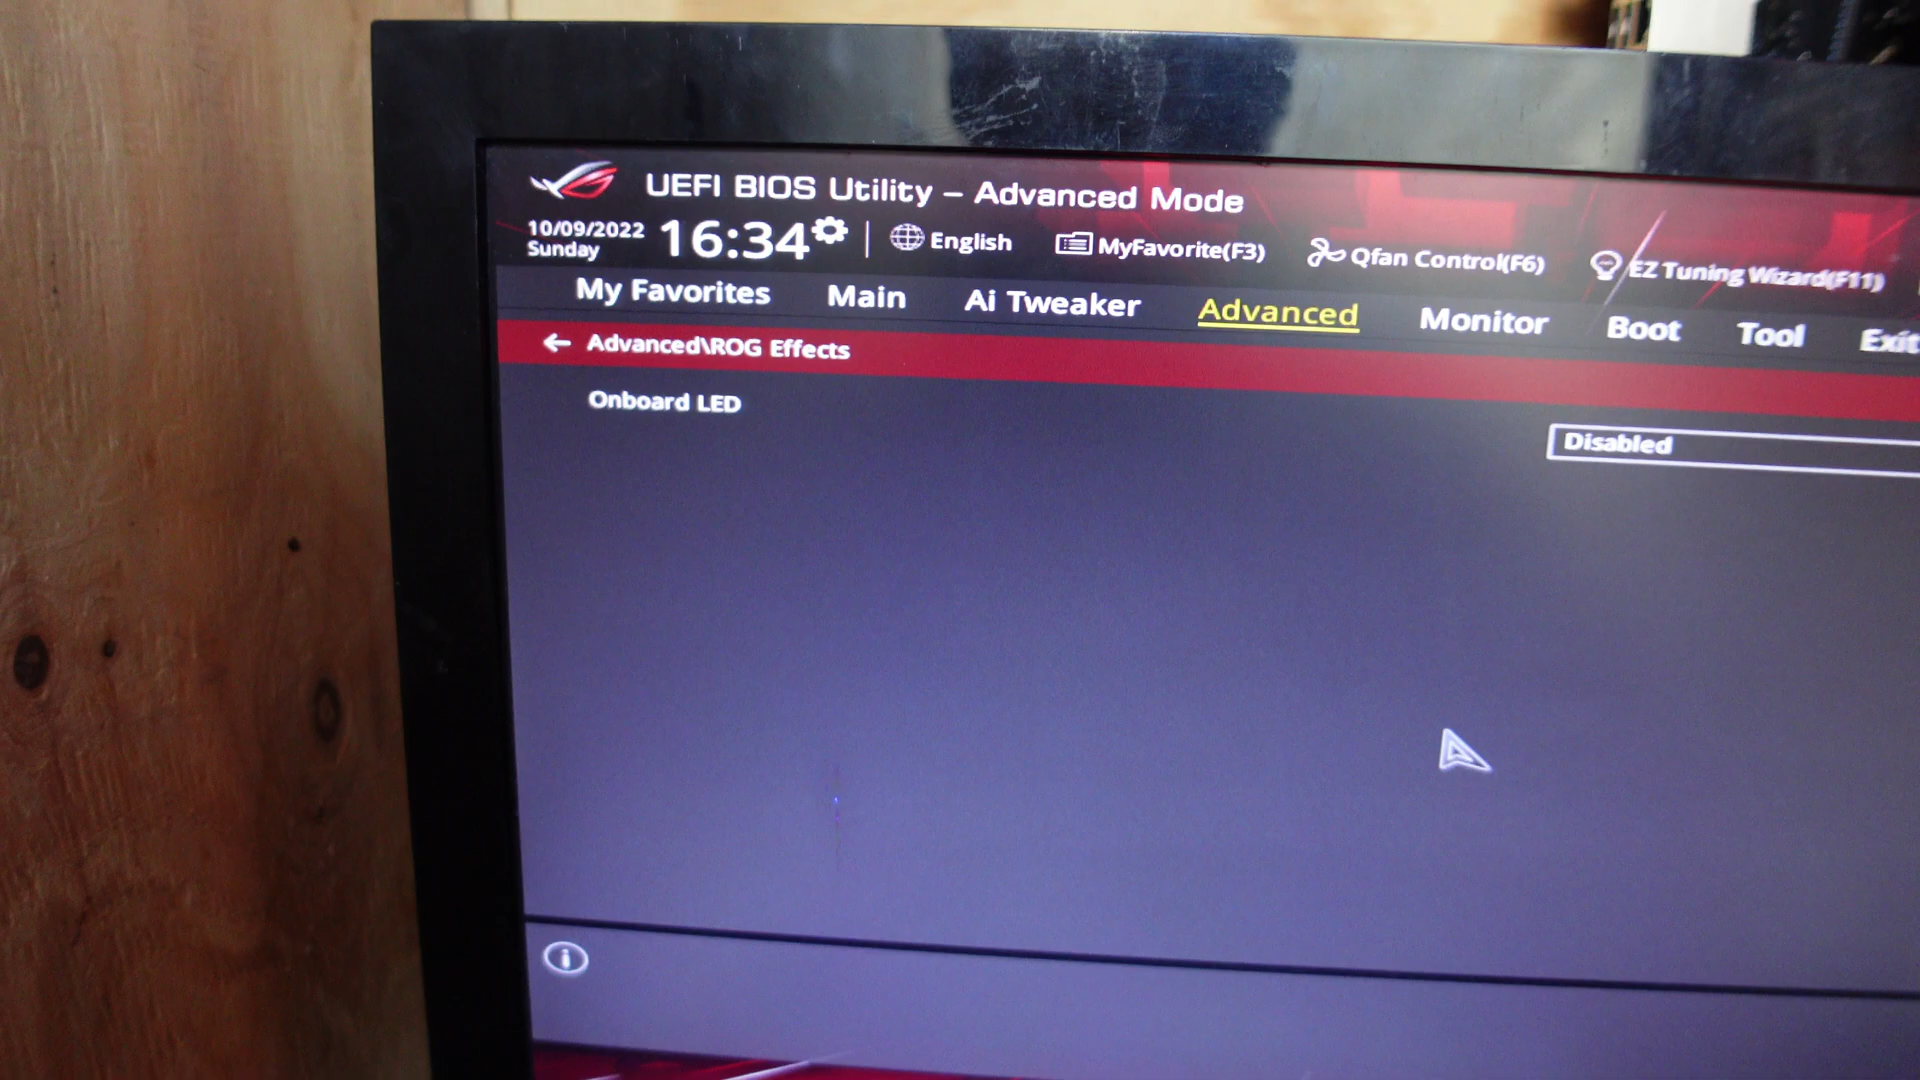 UEFI BIOS Utility – Advanced Mode
10/09/2022
Sunday
16:34
English
MyFavorite(F3)
Qfan Control(F6)
EZ Tuning Wizard(F11)
My Favorites
Main
Ai Tweaker
Advanced
Monitor
Boot
Tool
Exit
Advanced\ROG Effects
Onboard LED
Disabled